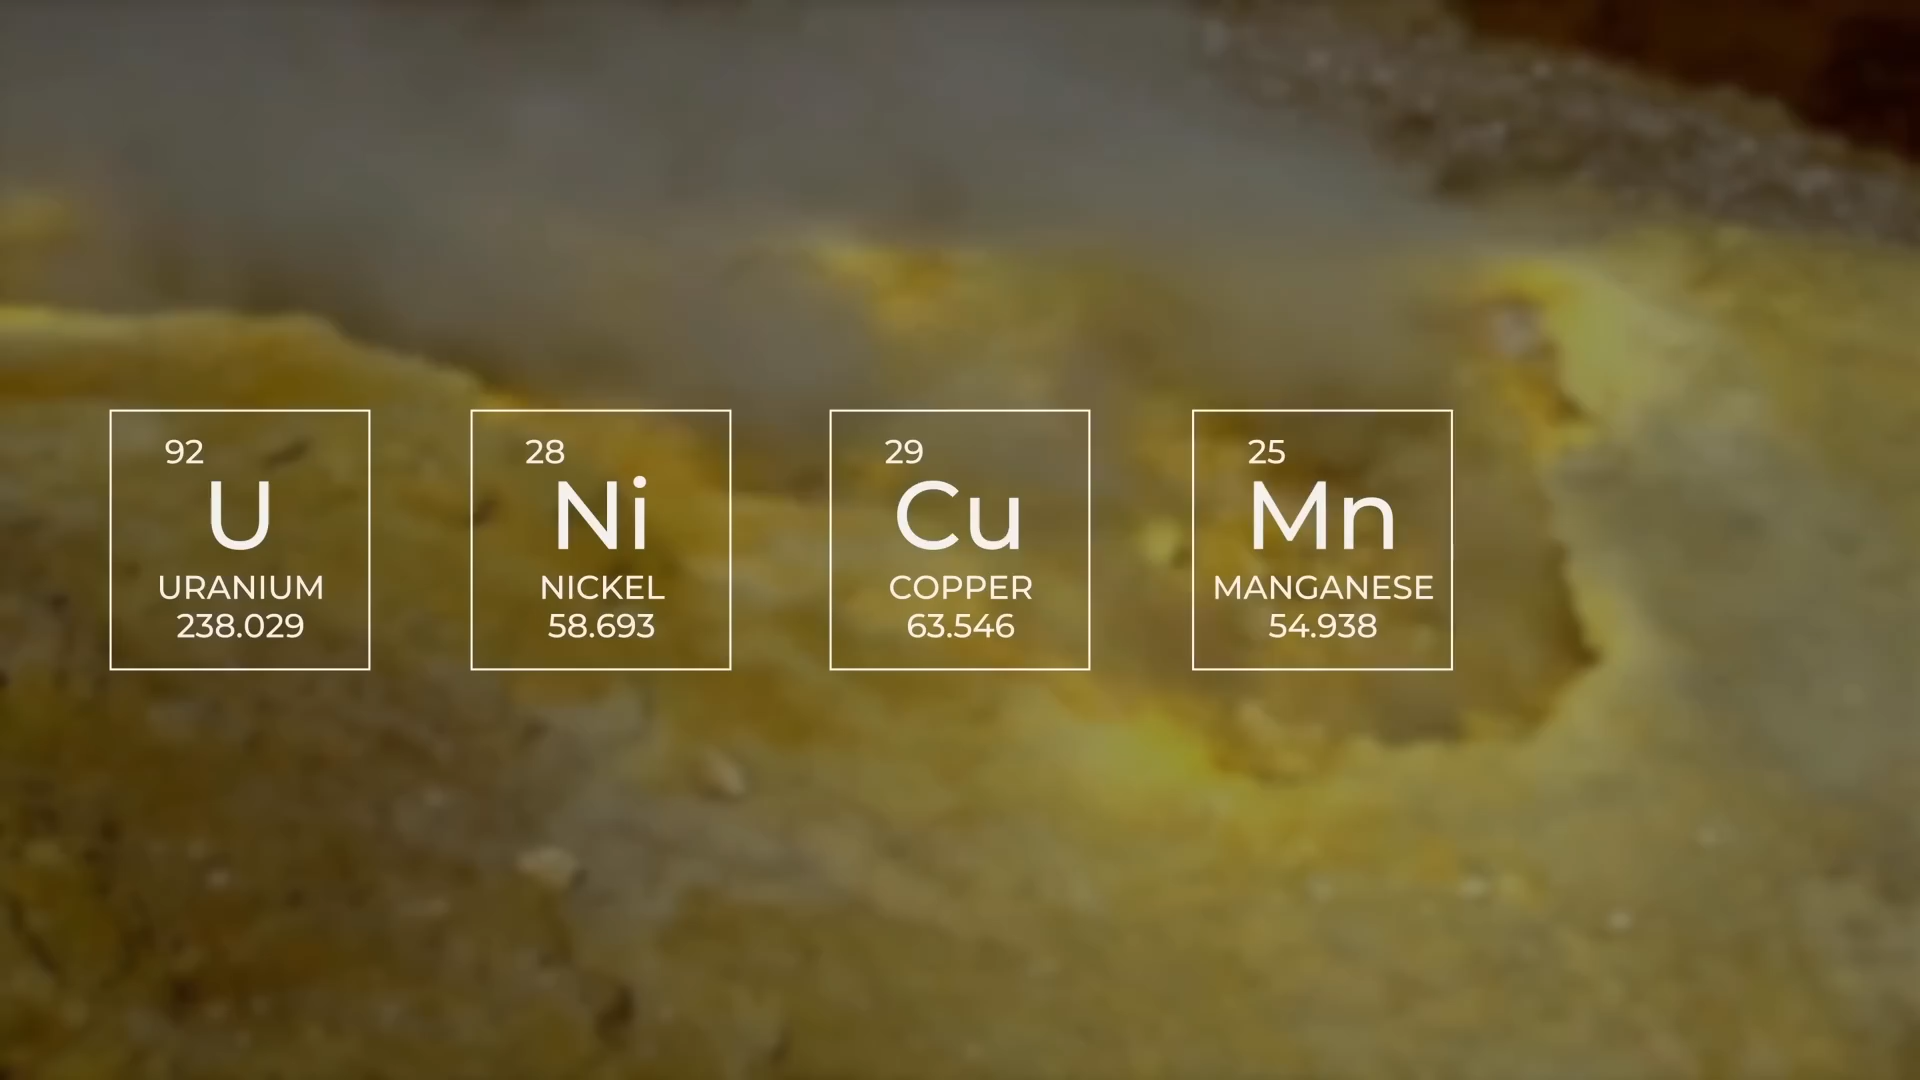 92
U
URANIUM
238.029
28
Ni
NICKEL
58.693
29
Cu
COPPER
63.546
25
Mn
MANGANESE
54.938